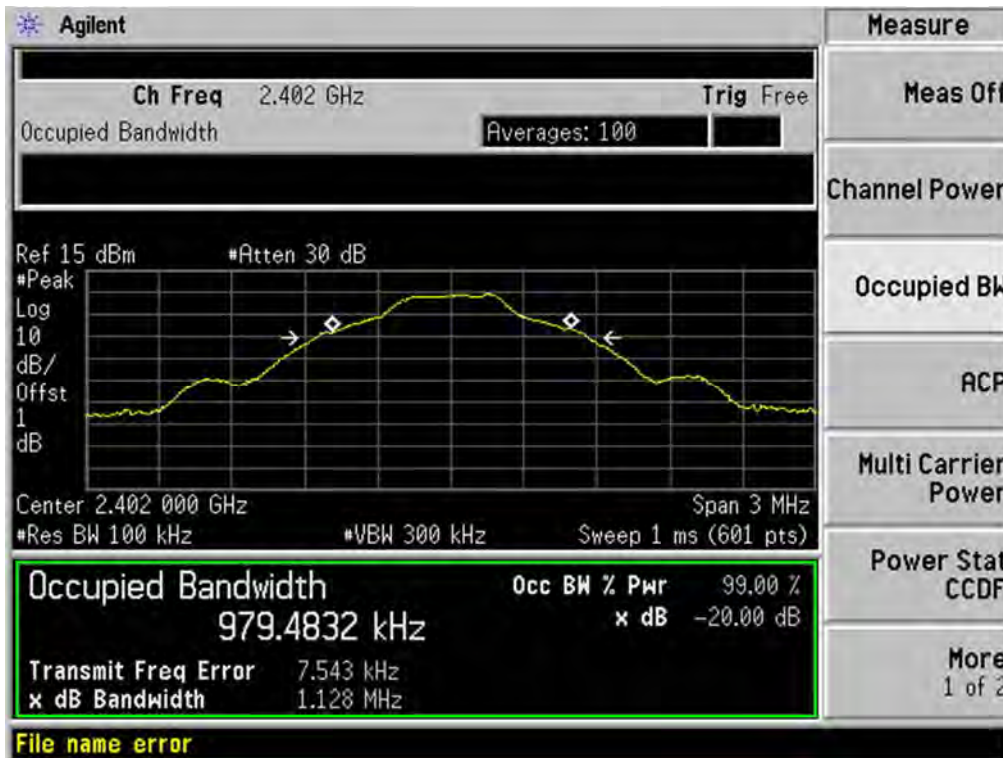 Agilent
Measure
Ch Freq 2.402 GHz Trig Free
Occupied Bandwidth Averages: 100
Ref 15 dBm #Atten 30 dB
#Peak
Log
10
dB/
Offst
1
dB
Center 2.402 000 GHz Span 3 MHz
#Res BW 100 kHz #VBW 300 kHz Sweep 1 ms (601 pts)
Occupied Bandwidth
979.4832 kHz
Occ BW % Pwr 99.00 %
x dB -20.00 dB
Transmit Freq Error 7.543 kHz
x dB Bandwidth 1.128 MHz
File name error
Meas Off
Channel Power
Occupied BW
ACP
Multi Carrier
Power
Power Stat
CCDF
More
1 of 2